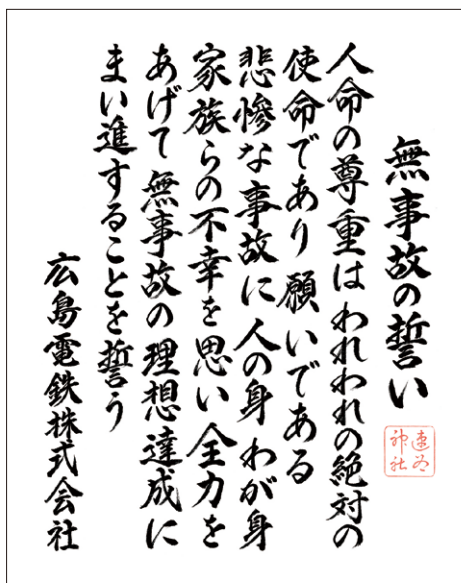 無事故の誓い
速谷
神社
人命の尊重はわれわれの絶対の
使命であり願いである
悲惨な事故に人の身わが身
家族らの不幸を思い全力を
あげて無事故の理想達成に
まい進することを誓う
広島電鉄株式会社